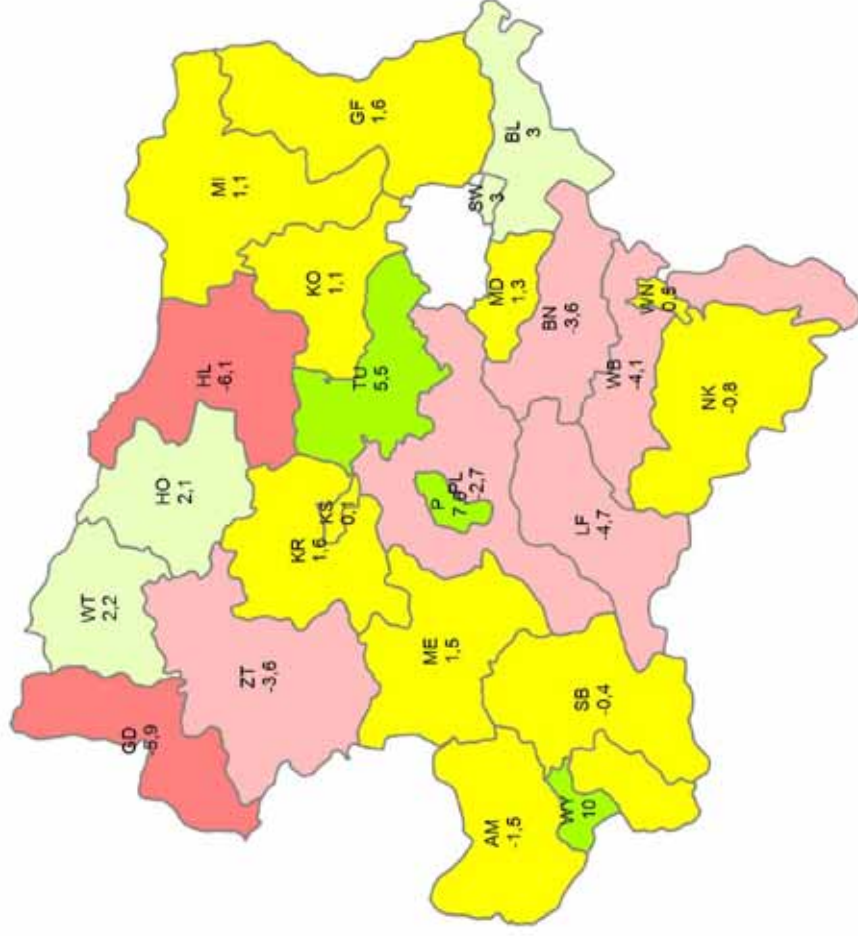 GD
WT
2,2
HO
2,1
HL
-6,1
MI
1,1
GF
1,6
ZT
-3,6
KR
1,6
KS
0,1
KO
1,1
TU
5,5
ME
1,5
P
PL
-2,7
MD
1,3
SW
3
BL
3
AM
-1,5
WY
10
SB
-0,4
LF
-4,7
BN
-3,6
WB
-4,1
WN
NK
-0,8